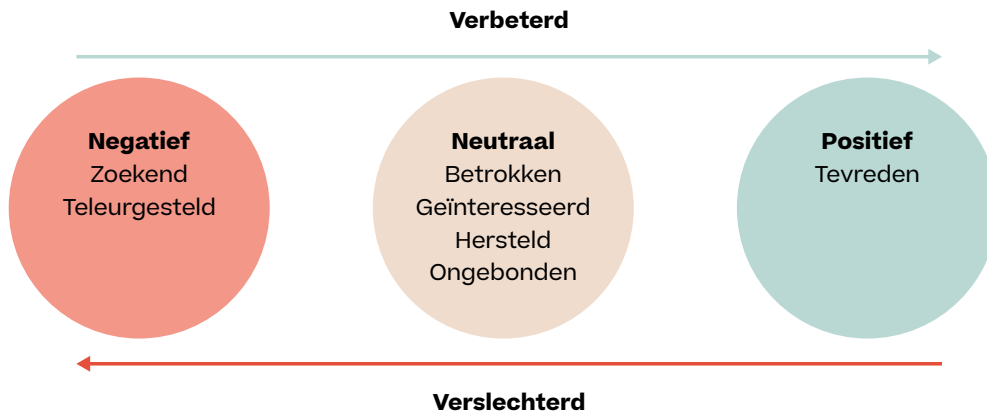 Verbeterd
Negatief
Zoekend
Teleurgesteld
Neutraal
Betrokken
Geïnteresseerd
Hersteld
Ongebonden
Positief
Tevreden
Verslechterd